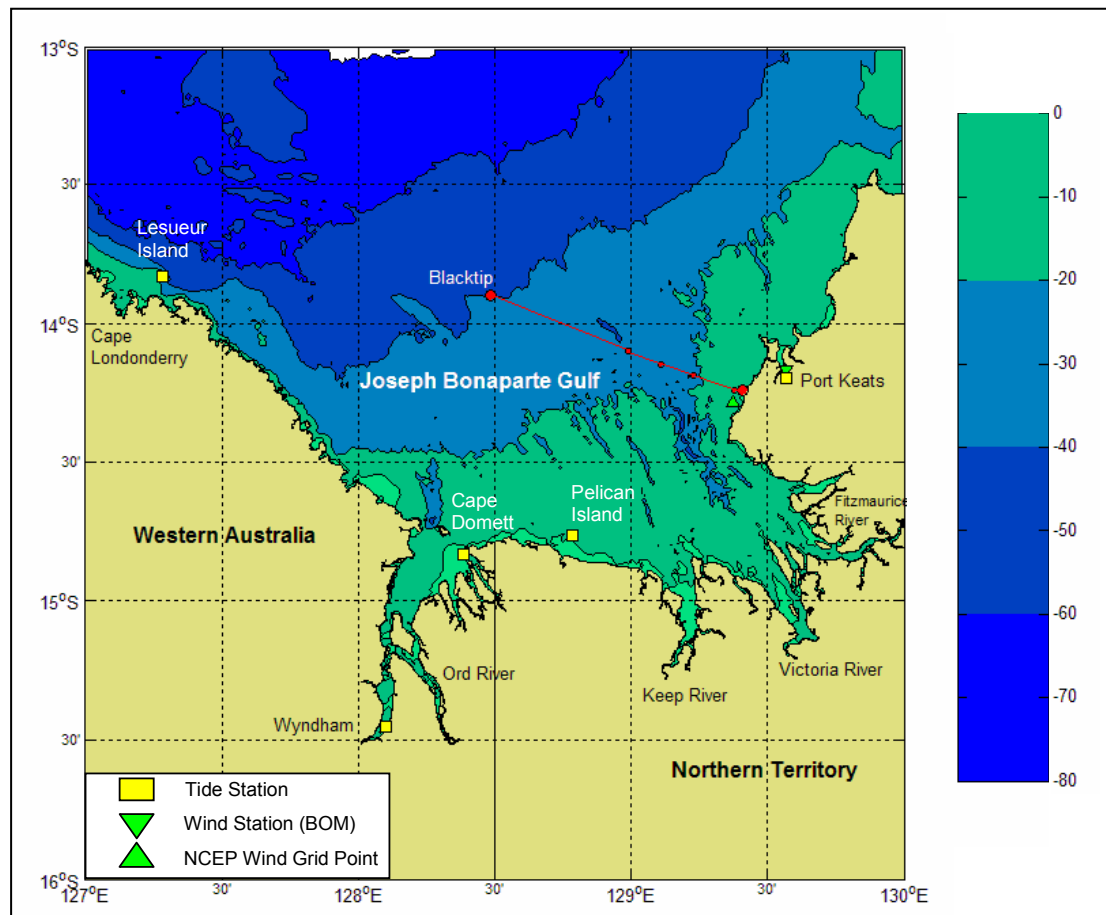 13°S
30'
14°S
30'
15°S
30'
16°S
127°E
30'
128°E
30'
129°E
30'
130°E
Lesueur
Island
Blacktip
Cape
Londonderry
Joseph Bonaparte Gulf
Port Keats
Cape
Domett
Pelican
Island
Fitzmaurice
River
Western Australia
Ord River
Keep River
Victoria River
Wyndham
Northern Territory
Tide Station
Wind Station (BOM)
NCEP Wind Grid Point
0
-10
-20
-30
-40
-50
-60
-70
-80